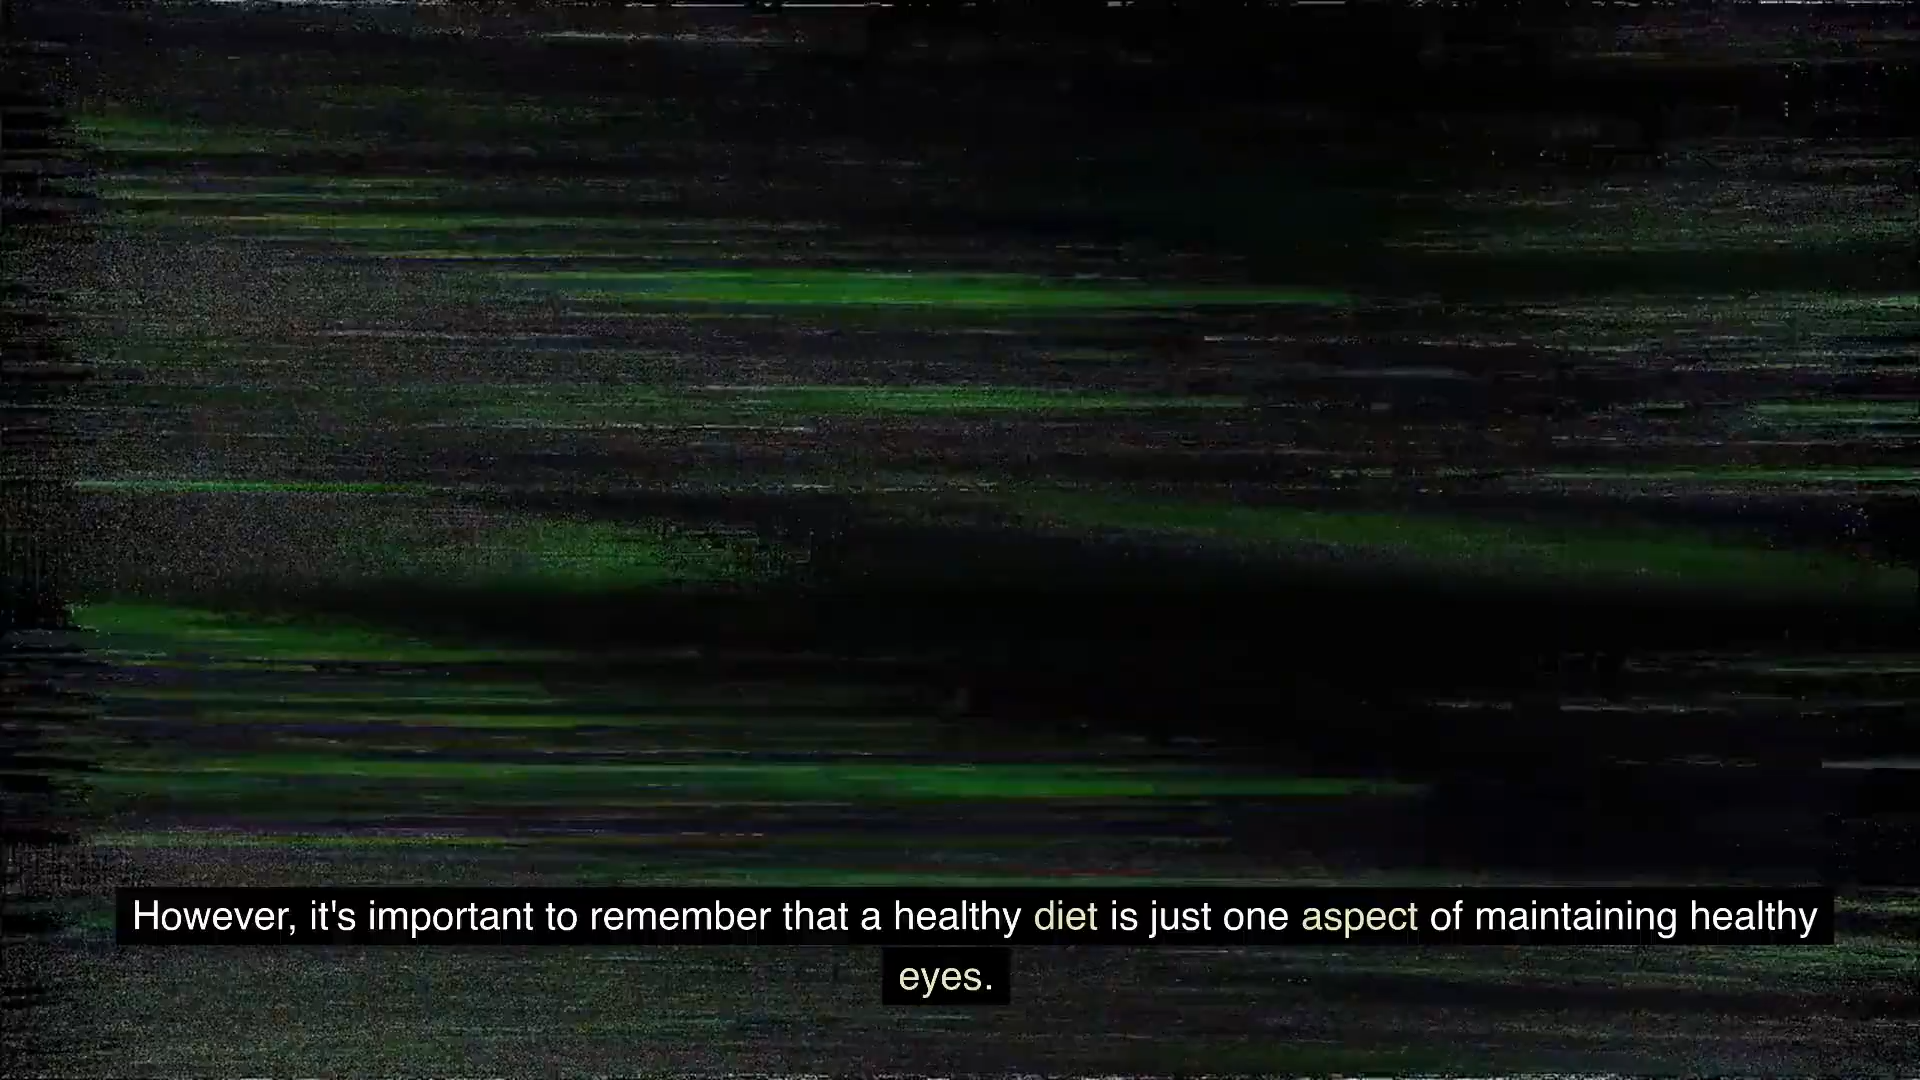 However, it's important to remember that a healthy diet is just one aspect of maintaining healthy
eyes.